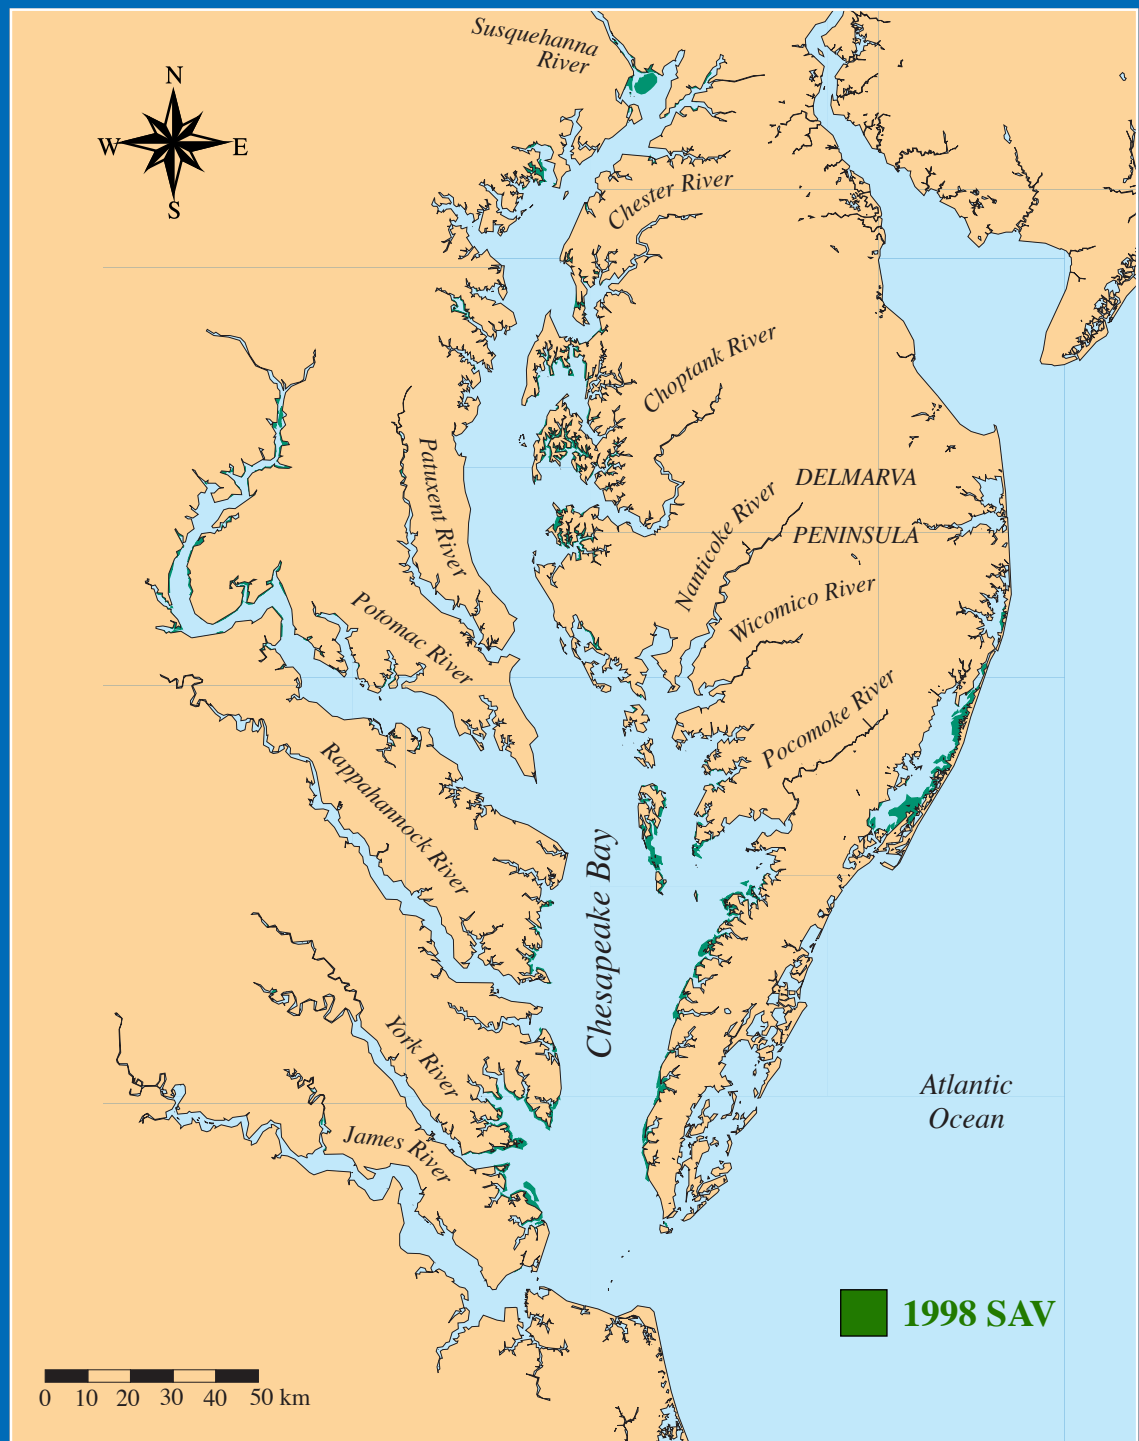 Susquehanna
River
N
W
E
S
Chester River
Choptank River
Patuxent River
DELMARVA
Nanticoke River
PENINSULA
Wicomico River
Potomac River
Pocomoke River
Rappahannock River
Chesapeake Bay
York River
Atlantic
Ocean
James River
1998 SAV
0 10 20 30 40 50 km